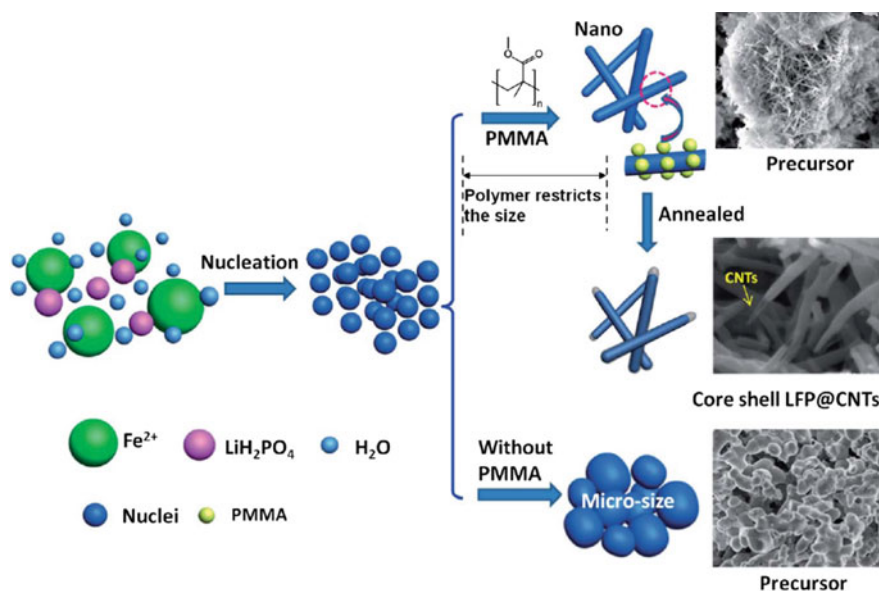 Nano
O
O
n
PMMA
Precursor
Polymer restricts
the size
Annealed
Nucleation
CNTs
Core shell LFP@CNTs
Fe²⁺
LiH₂PO₄
H₂O
Without
PMMA
Micro-size
Nuclei
PMMA
Precursor